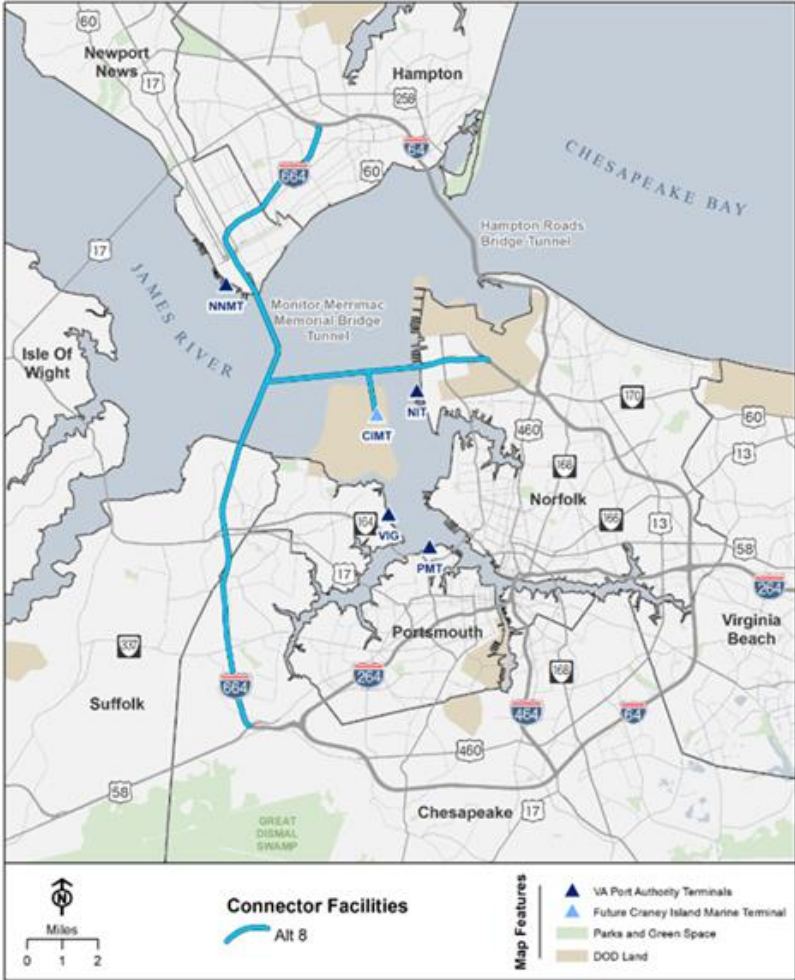 60
Newport
News
17
Hampton
258
64
664
60
CHESAPEAKE BAY
Hampton Roads
Bridge-Tunnel
17
JAMES RIVER
NNMT
Monitor Merrimac
Memorial Bridge
Tunnel
Isle Of
Wight
NIT
CIMT
170
60
460
13
168
Norfolk
164
VIG
166
13
17
PMT
58
264
Virginia
Beach
Portsmouth
337
168
664
264
Suffolk
464
64
460
58
Chesapeake
17
GREAT
DISMAL
SWAMP
N
Miles
0 1 2
Connector Facilities
Alt 8
Map Features
VA Port Authority Terminals
Future Craney Island Marine Terminal
Parks and Green Space
DOD Land